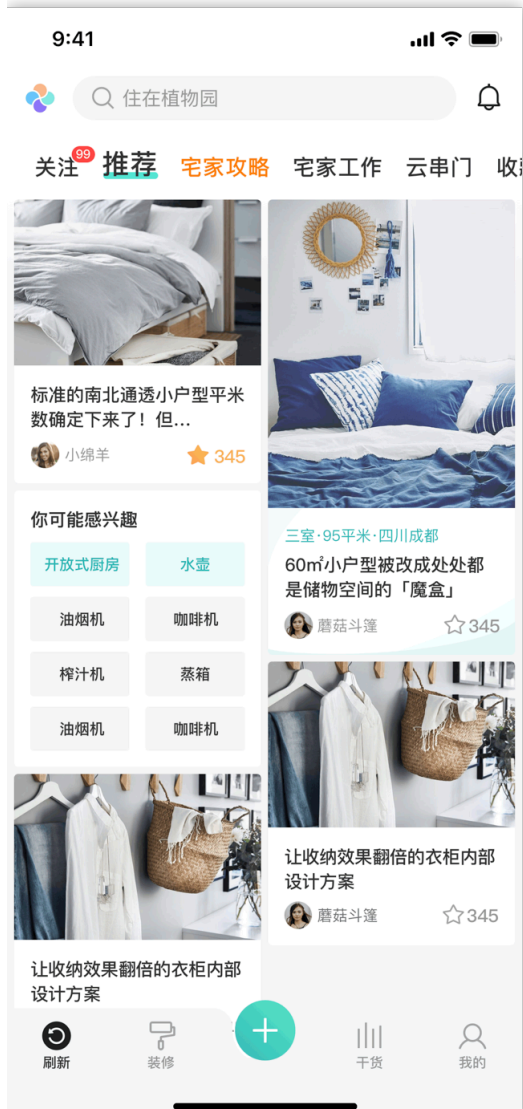 9:41
住在植物园
关注
99
推荐
宅家攻略
宅家工作
云串门
标准的南北通透小户型平米
数确定下来了！但...
小绵羊
345
你可能感兴趣
开放式厨房
水壶
油烟机
咖啡机
榨汁机
蒸箱
油烟机
咖啡机
让收纳效果翻倍的衣柜内部
设计方案
三室·95平米·四川成都
60㎡小户型被改成处处都
是储物空间的「魔盒」
蘑菇斗篷
345
让收纳效果翻倍的衣柜内部
设计方案
蘑菇斗篷
345
刷新
装修
干货
我的